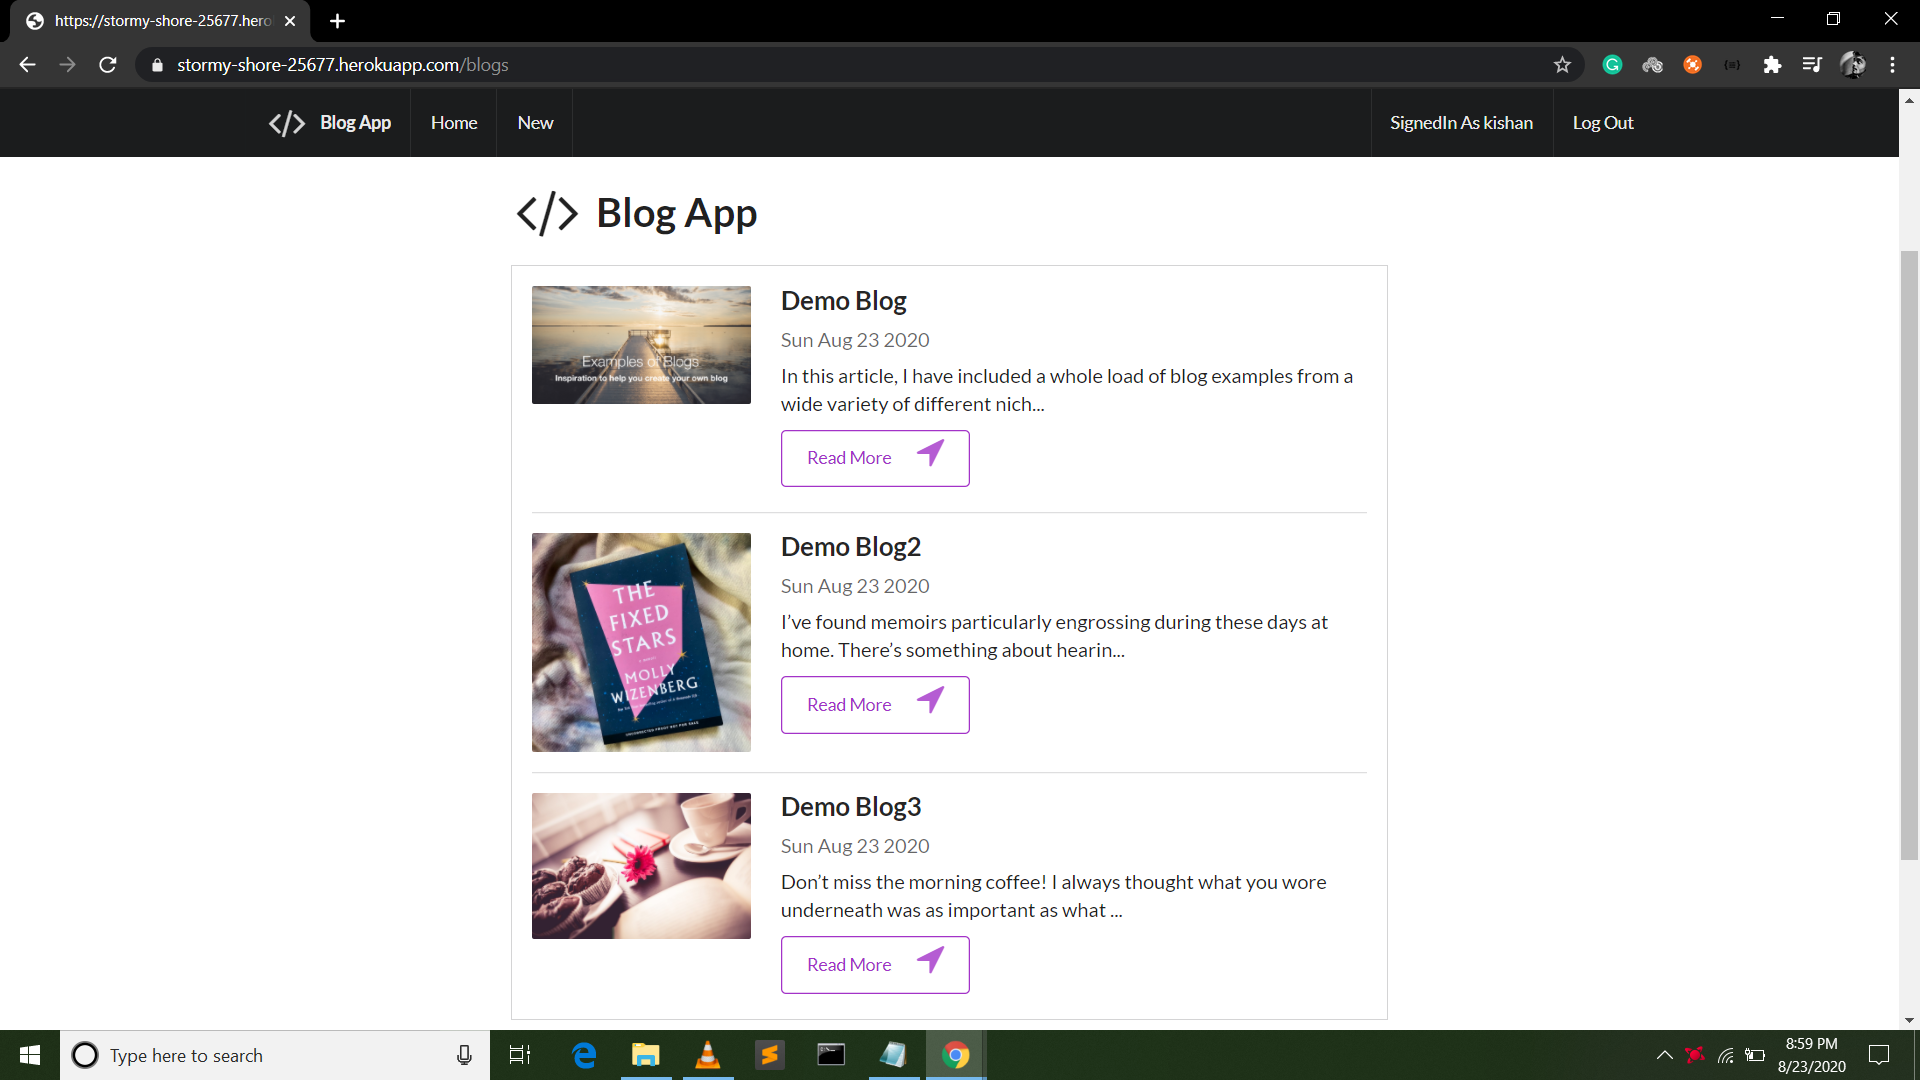 https://stormy-shore-25677.hero
stormy-shore-25677.herokuapp.com/blogs
</> Blog App
Home
New
SignedIn As kishan
Log Out
</> Blog App
Examples of Blogs
Inspiration to help you create your own blog
Demo Blog
Sun Aug 23 2020
In this article, I have included a whole load of blog examples from a
wide variety of different nich...
Read More
THE
FIXED
STARS
MOLLY
WIZENBERG
Demo Blog2
Sun Aug 23 2020
I’ve found memoirs particularly engrossing during these days at
home. There’s something about hearin...
Read More
Demo Blog3
Sun Aug 23 2020
Don’t miss the morning coffee! I always thought what you wore
underneath was as important as what ...
Read More
Type here to search
8:59 PM
8/23/2020